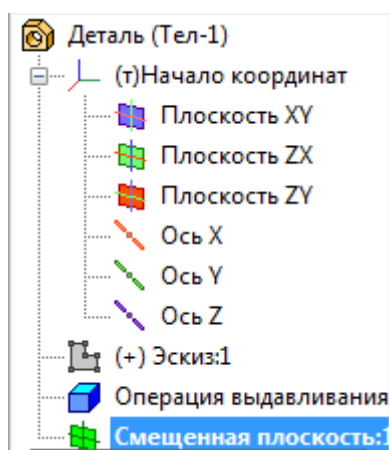 Деталь (Тел-1)
(т)Начало координат
Плоскость XY
Плоскость ZX
Плоскость ZY
Ось X
Ось Y
Ось Z
(+) Эскиз:1
Операция выдавливания
Смещенная плоскость:1